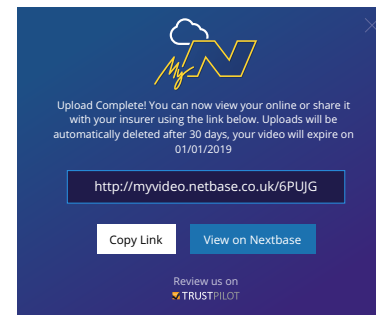 My N
Upload Complete! You can now view your online or share it
with your insurer using the link below. Uploads will be
automatically deleted after 30 days, your video will expire on
01/01/2019
http://myvideo.netbase.co.uk/6PUJG
Copy Link View on Nextbase
Review us on
TRUSTPILOT